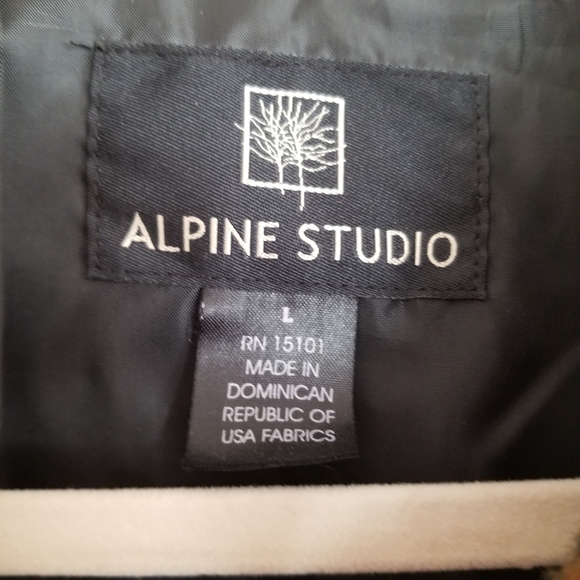 ALPINE STUDIO
L
RN 15101
MADE IN
DOMINICAN
REPUBLIC OF
USA FABRICS